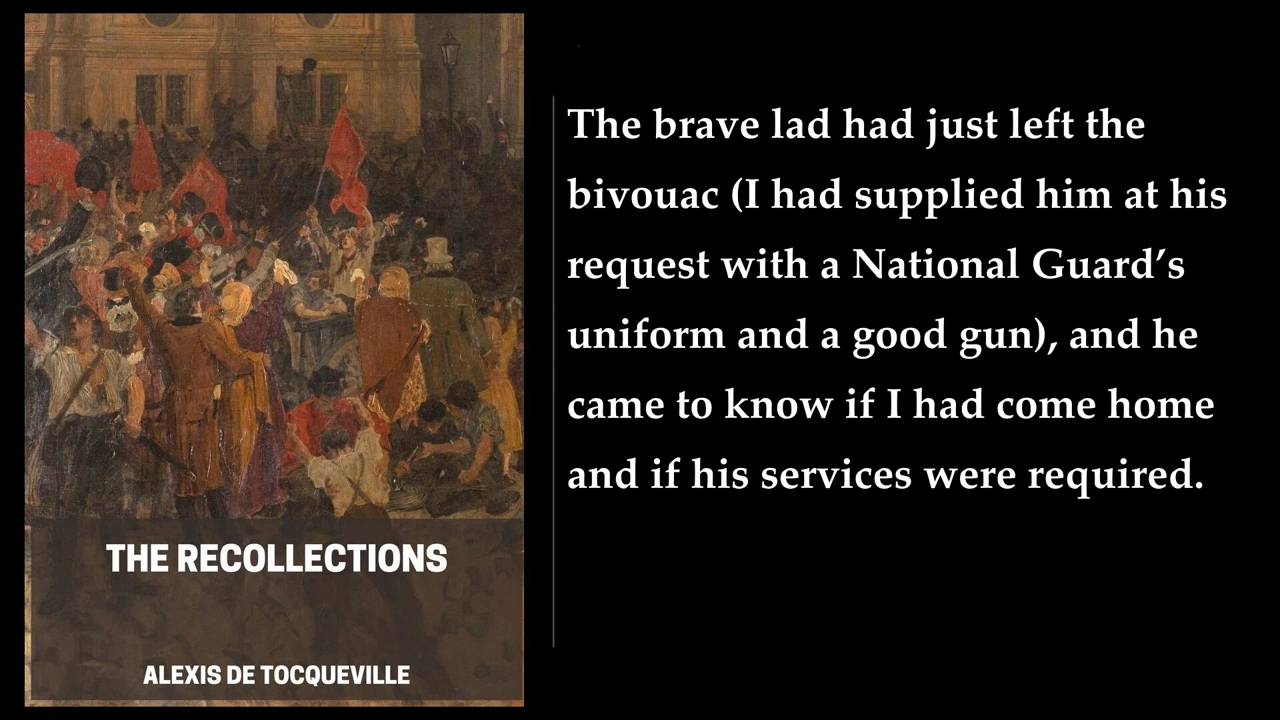 The brave lad had just left the
bivouac (I had supplied him at his
request with a National Guard’s
uniform and a good gun), and he
came to know if I had come home
and if his services were required.
THE RECOLLECTIONS
ALEXIS DE TOCQUEVILLE